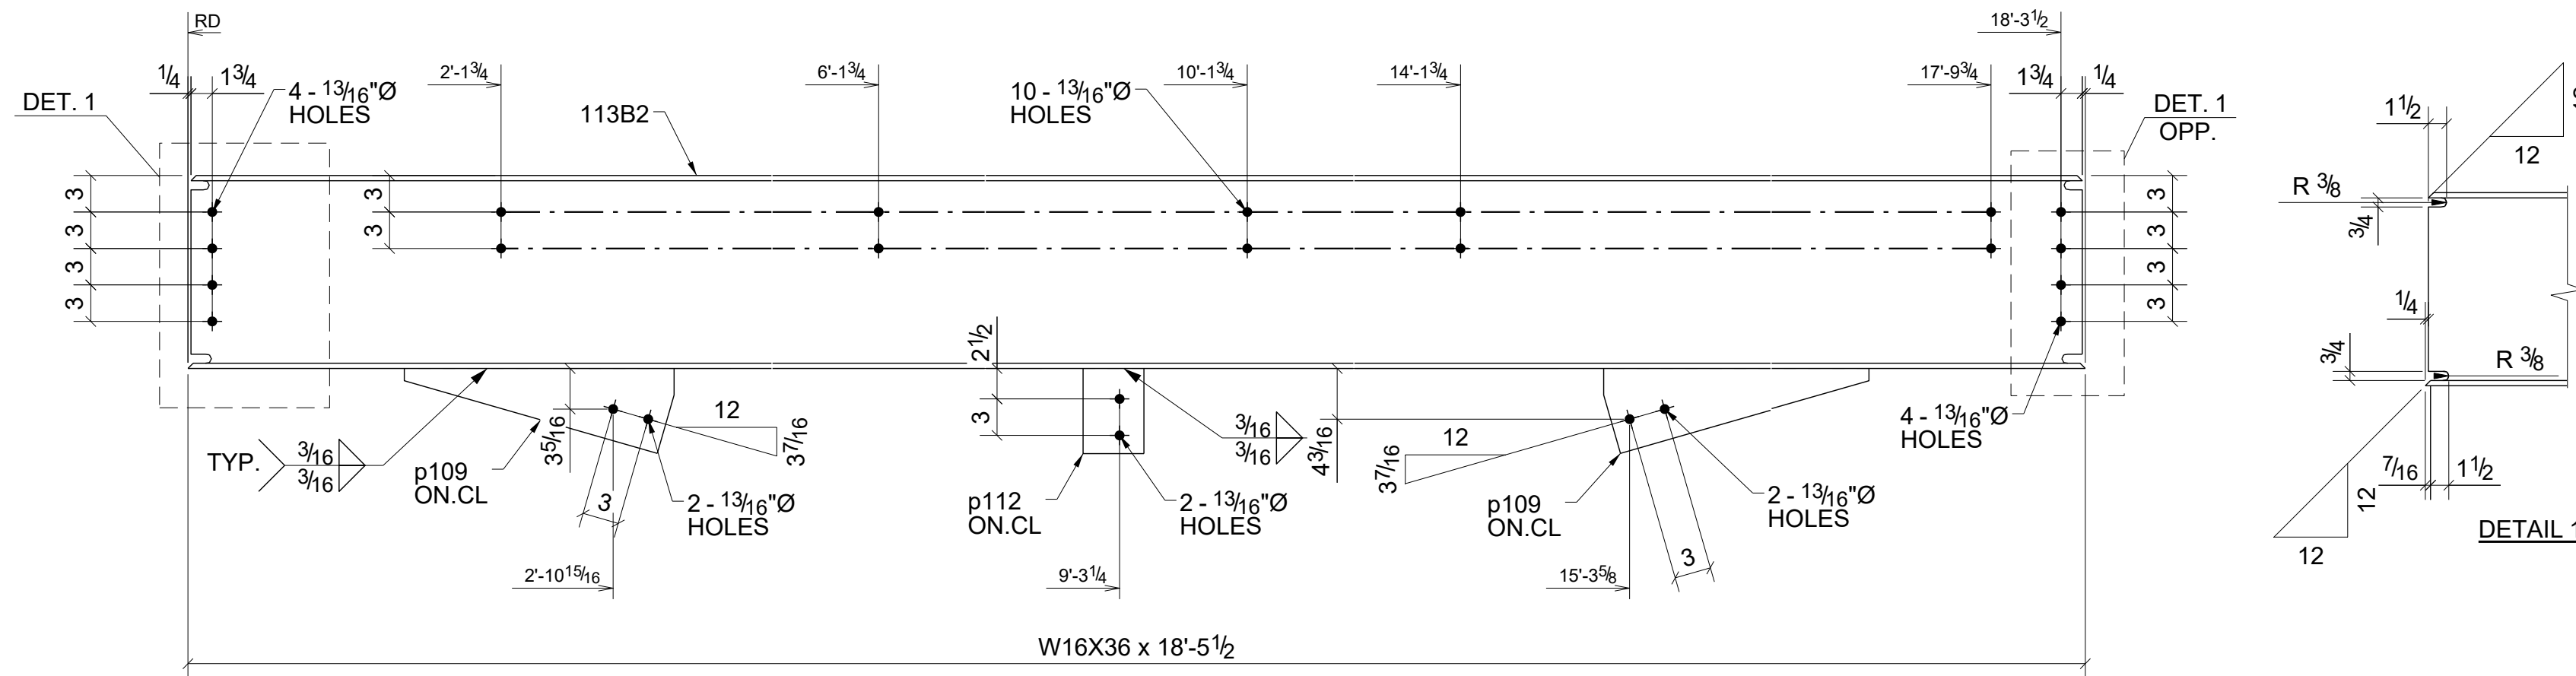 RD
18'-3 1/2
1/4
1 3/4
2'-1 3/4
6'-1 3/4
10'-1 3/4
14'-1 3/4
17'-9 3/4
1 3/4
1/4
DET. 1
4 - 13/16"Ø
HOLES
113B2
10 - 13/16"Ø
HOLES
DET. 1
OPP.
1 1/2
12
R 3/8
3/4
3
3
3
3
3
3
3
3
3
3
1/4
3/4
R 3/8
2 1/2
3
3 5/16
12
3 7/16
3
TYP.
3/16
3/16
p109
ON.CL
2 - 13/16"Ø
HOLES
p112
ON.CL
2 - 13/16"Ø
HOLES
3/16
3/16
4 3/16
12
3 7/16
p109
ON.CL
3
2 - 13/16"Ø
HOLES
4 - 13/16"Ø
HOLES
7/16
1 1/2
12
12
DETAIL 1
2'-10 15/16
9'-3 1/4
15'-3 5/8
W16X36 x 18'-5 1/2